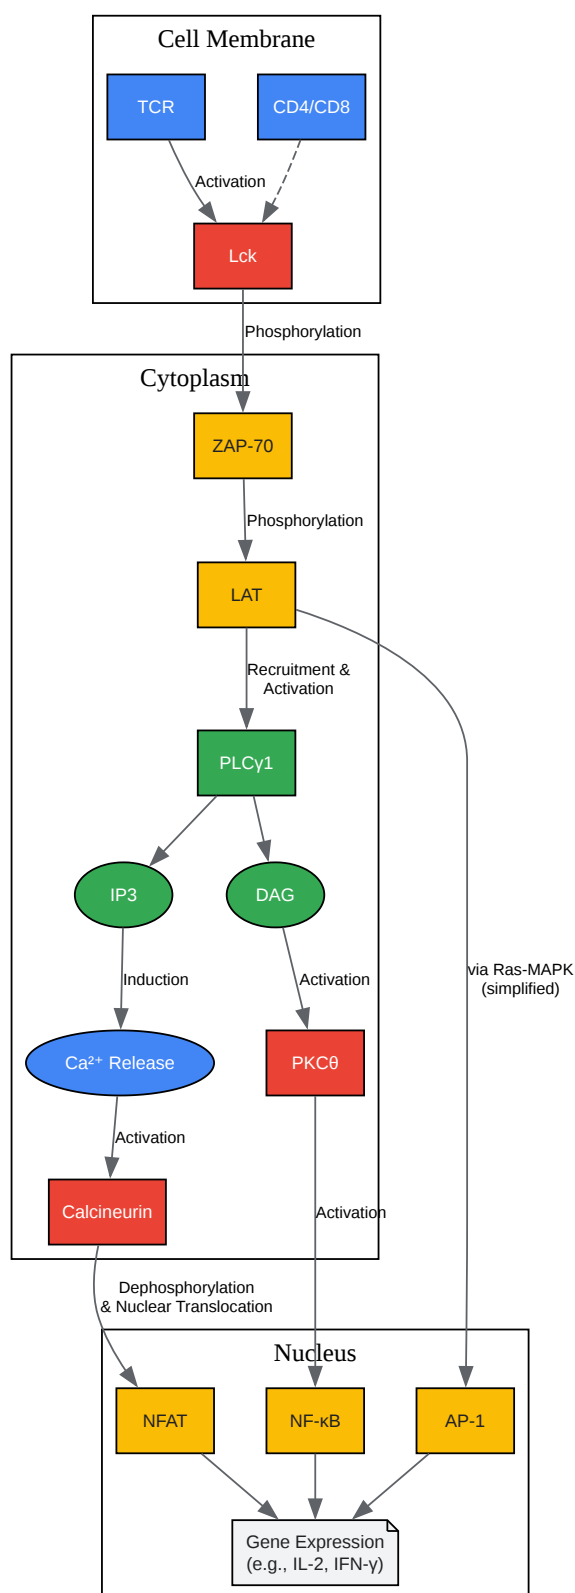 Cell Membrane
TCR
CD4/CD8
Activation
Lck
Phosphorylation
Cytoplasm
ZAP-70
Phosphorylation
LAT
Recruitment &
Activation
PLCγ1
IP3
DAG
via Ras-MAPK
(simplified)
Induction
Activation
Ca²⁺ Release
PKCθ
Activation
Calcineurin
Activation
Dephosphorylation
& Nuclear Translocation
Nucleus
NFAT
NF-κB
AP-1
Gene Expression
(e.g., IL-2, IFN-γ)